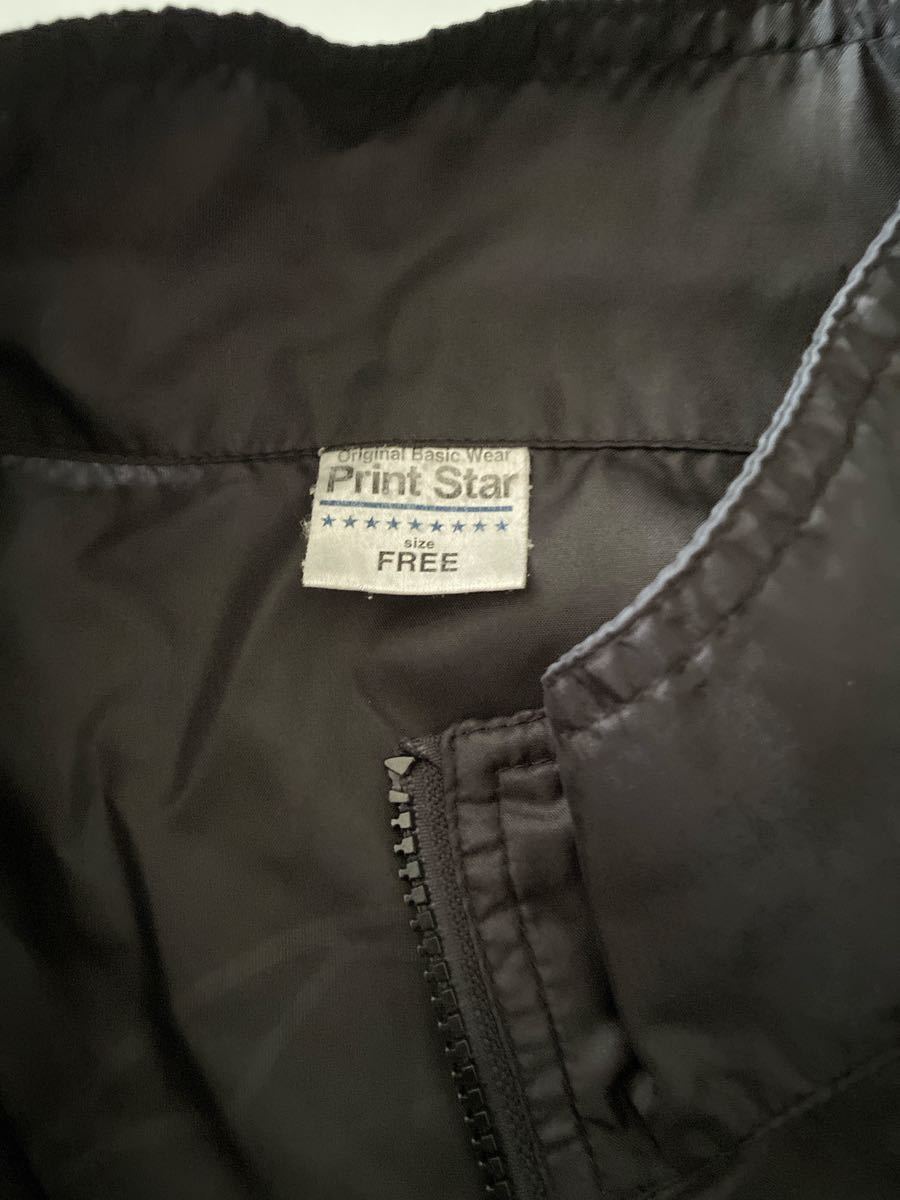 Original Basic Wear
Print Star
size
FREE